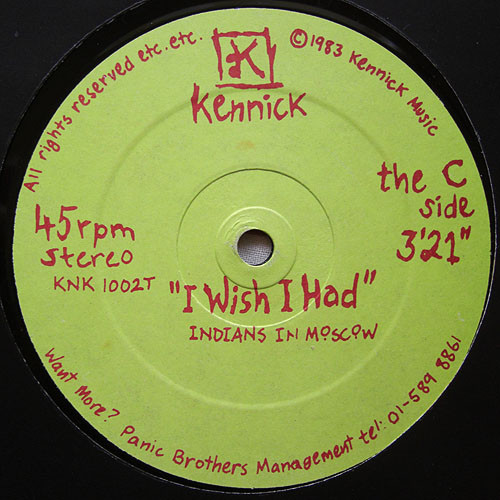 All rights reserved etc. etc.
K
Kennick
©1983 Kennick Music
the C
side
3'21"
45rpm
Stereo
KNK 1002T
"I Wish I Had"
INDIANS IN MOSCOW
Want More? Panic Brothers Management tel: 01-589 8861